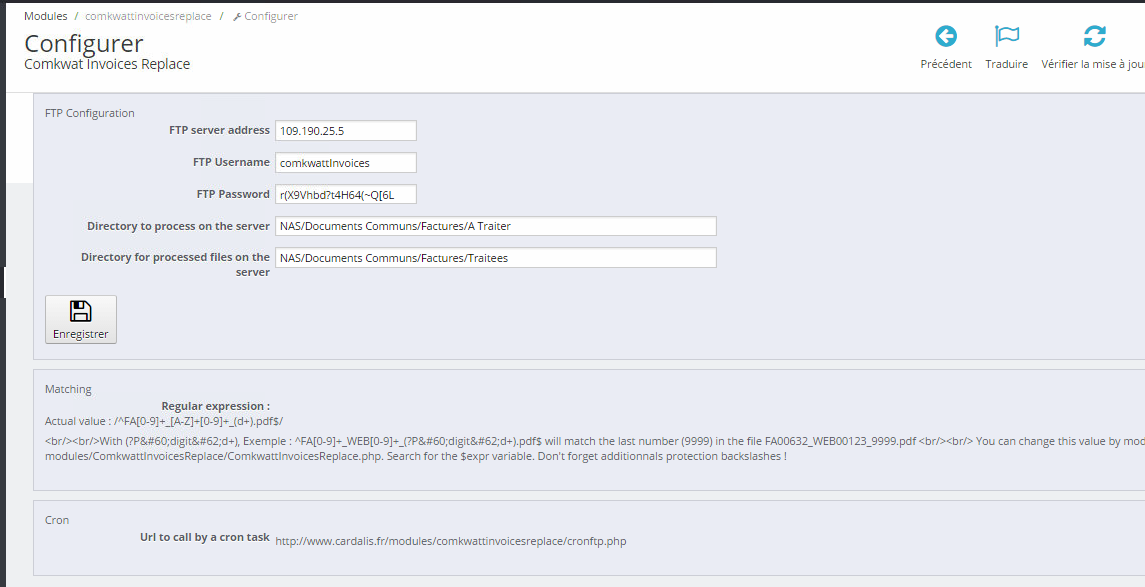 Modules / comkwattinvoicesreplace / Configurer
Configurer
Comkwat Invoices Replace
Précédent
Traduire
Vérifier la mise à jou
FTP Configuration
FTP server address 109.190.25.5
FTP Username comkwattInvoices
FTP Password r(X9Vhbd?t4H64(~Q[6L
Directory to process on the server NAS/Documents Communs/Factures/A Traiter
Directory for processed files on the NAS/Documents Communs/Factures/Traitees
server
Enregistrer
Matching
Regular expression :
Actual value : /^FA[0-9]+_[A-Z]+[0-9]+_(d+).pdf$/
<br/><br/>With (?P&#60;digit&#62;d+), Exemple : ^FA[0-9]+_WEB[0-9]+_(?P&#60;digit&#62;d+).pdf$ will match the last number (9999) in the file FA00632_WEB00123_9999.pdf <br/><br/> You can change this value by mod
modules/ComkwattInvoicesReplace/ComkwattInvoicesReplace.php. Search for the $expr variable. Don't forget additionnals protection backslashes !
Cron
Url to call by a cron task http://www.cardalis.fr/modules/comkwattinvoicesreplace/cronftp.php